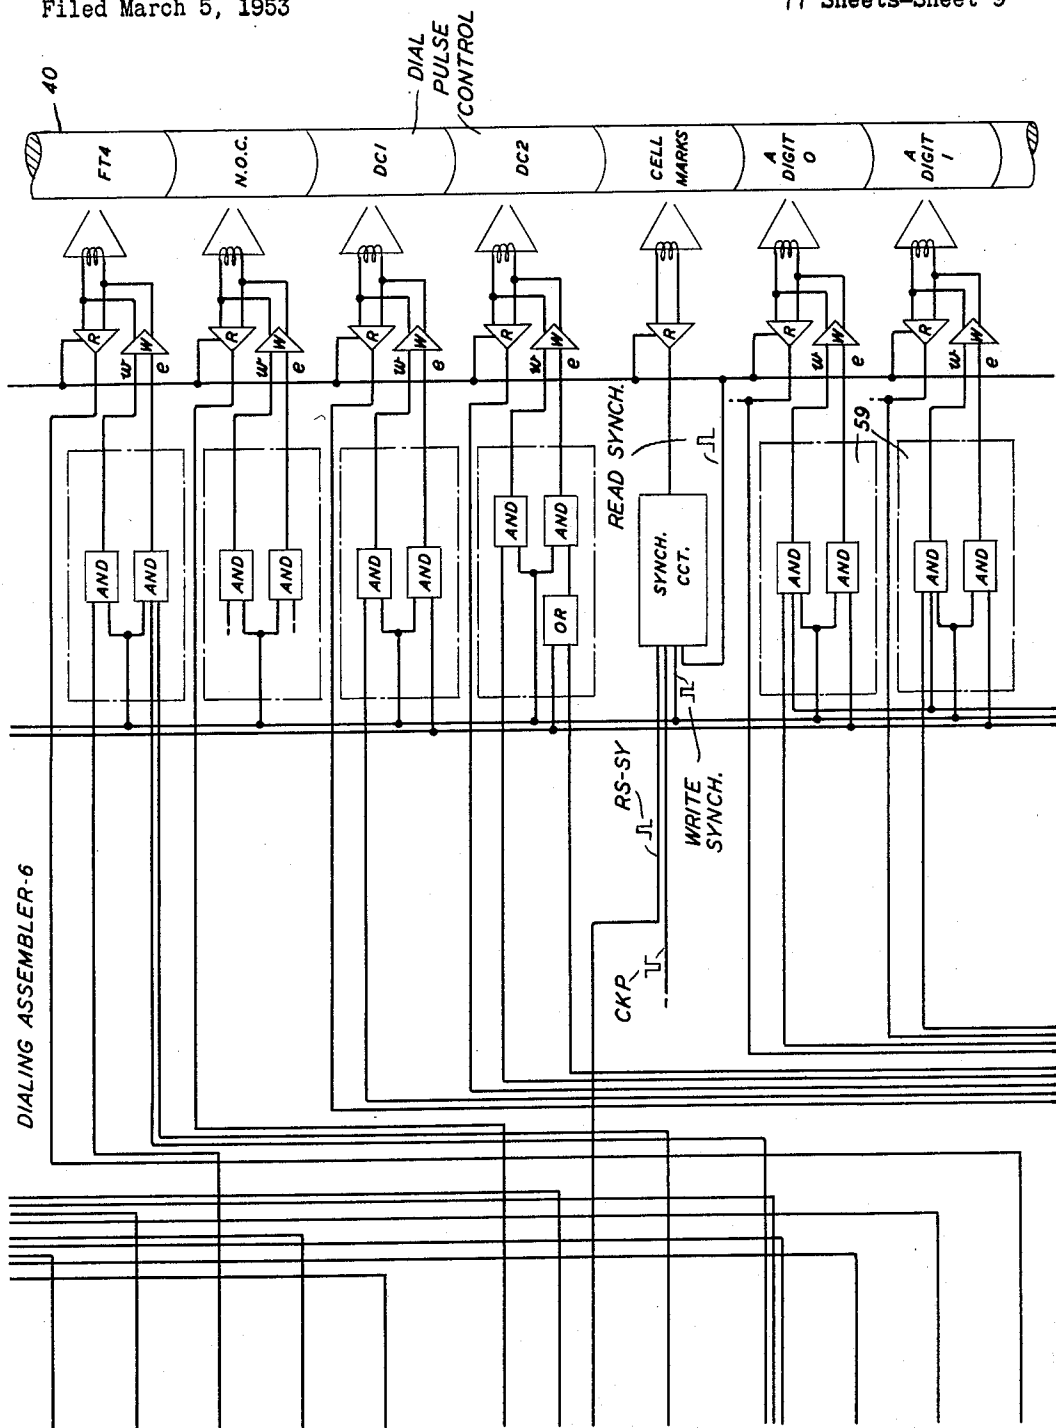 Filed March 5, 1953
77 Sheets-Sheet 9
40
DIAL
PULSE
CONTROL
FT4
N.O.C.
DC1
DC2
CELL
MARKS
A
DIGIT
0
A
DIGIT
1
R
W
w
e
R
W
w
e
R
W
w
e
R
W
w
e
R
R
W
w
e
R
W
w
e
READ SYNCH.
59
AND
AND
AND
AND
AND
AND
AND
AND
OR
SYNCH.
CCT.
AND
AND
AND
AND
RS-SY
WRITE
SYNCH.
CKP
DIALING ASSEMBLER-6